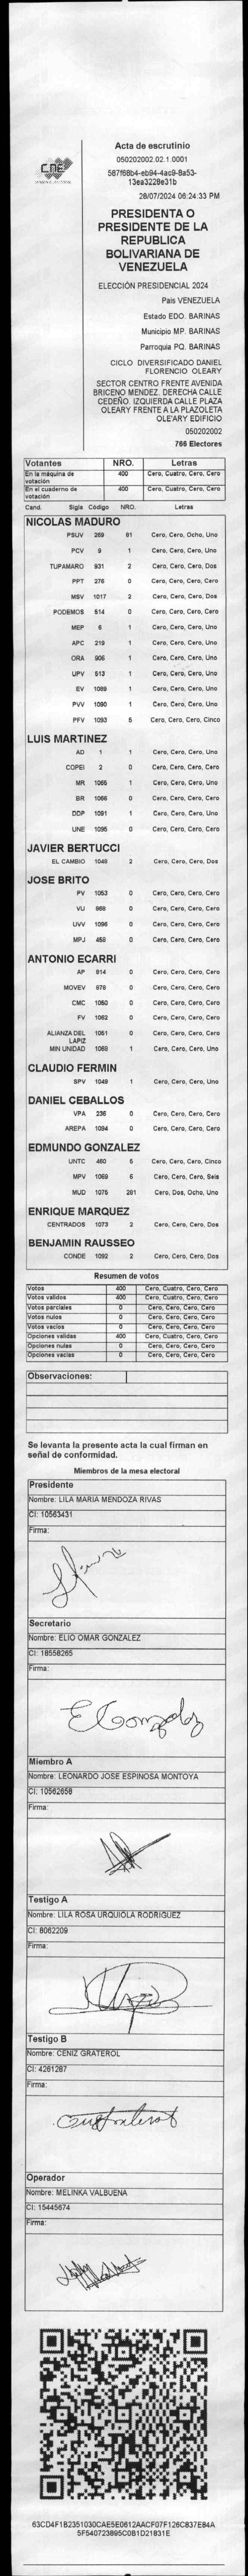 CNE
Acta de escrutinio
050202002.02.1.0001
587f68b4-eb94-4ac9-8a53-
13ea3228e31b
28/07/2024 06:24:33 PM
PRESIDENTA O
PRESIDENTE DE LA
REPUBLICA
BOLIVARIANA DE
VENEZUELA
ELECCIÓN PRESIDENCIAL 2024
Pais VENEZUELA
Estado EDO. BARINAS
Municipio MP. BARINAS
Parroquia PQ. BARINAS
CICLO DIVERSIFICADO DANIEL
FLORENCIO OLEARY
SECTOR CENTRO FRENTE AVENIDA
BRICENO MENDEZ. DERECHA CALLE
CEDEÑO. IZQUIERDA CALLE PLAZA
OLEARY FRENTE A LA PLAZOLETA
OLE'ARY EDIFICIO
050202002
766 Electores
Votantes NRO. Letras
En la máquina de votación 400 Cero, Cuatro, Cero, Cero
En el cuaderno de votación 400 Cero, Cuatro, Cero, Cero
Cand. Sigla Código NRO. Letras
NICOLAS MADURO
PSUV 269 81 Cero, Cero, Ocho, Uno
PCV 9 1 Cero, Cero, Cero, Uno
TUPAMARO 931 2 Cero, Cero, Cero, Dos
PPT 276 0 Cero, Cero, Cero, Cero
MSV 1017 2 Cero, Cero, Cero, Dos
PODEMOS 514 0 Cero, Cero, Cero, Cero
MEP 6 1 Cero, Cero, Cero, Uno
APC 219 1 Cero, Cero, Cero, Uno
ORA 906 1 Cero, Cero, Cero, Uno
UPV 513 1 Cero, Cero, Cero, Uno
EV 1089 1 Cero, Cero, Cero, Uno
PVV 1090 1 Cero, Cero, Cero, Uno
PFV 1093 5 Cero, Cero, Cero, Cinco
LUIS MARTINEZ
AD 1 1 Cero, Cero, Cero, Uno
COPEI 2 0 Cero, Cero, Cero, Cero
MR 1065 1 Cero, Cero, Cero, Uno
BR 1066 0 Cero, Cero, Cero, Cero
DDP 1091 1 Cero, Cero, Cero, Uno
UNE 1095 0 Cero, Cero, Cero, Cero
JAVIER BERTUCCI
EL CAMBIO 1048 2 Cero, Cero, Cero, Dos
JOSE BRITO
PV 1053 0 Cero, Cero, Cero, Cero
VU 868 0 Cero, Cero, Cero, Cero
UVV 1096 0 Cero, Cero, Cero, Cero
MPJ 458 0 Cero, Cero, Cero, Cero
ANTONIO ECARRI
AP 814 0 Cero, Cero, Cero, Cero
MOVEV 978 0 Cero, Cero, Cero, Cero
CMC 1050 0 Cero, Cero, Cero, Cero
FV 1062 0 Cero, Cero, Cero, Cero
ALIANZA DEL LAPIZ 1051 0 Cero, Cero, Cero, Cero
MIN UNIDAD 1068 1 Cero, Cero, Cero, Uno
CLAUDIO FERMIN
SPV 1049 1 Cero, Cero, Cero, Uno
DANIEL CEBALLOS
VPA 236 0 Cero, Cero, Cero, Cero
AREPA 1094 0 Cero, Cero, Cero, Cero
EDMUNDO GONZALEZ
UNTC 460 5 Cero, Cero, Cero, Cinco
MPV 1069 6 Cero, Cero, Cero, Seis
MUD 1075 281 Cero, Dos, Ocho, Uno
ENRIQUE MARQUEZ
CENTRADOS 1073 2 Cero, Cero, Cero, Dos
BENJAMIN RAUSSEO
CONDE 1092 2 Cero, Cero, Cero, Dos
Resumen de votos
Votos 400 Cero, Cuatro, Cero, Cero
Votos validos 400 Cero, Cuatro, Cero, Cero
Votos parciales 0 Cero, Cero, Cero, Cero
Votos nulos 0 Cero, Cero, Cero, Cero
Votos vacios 0 Cero, Cero, Cero, Cero
Opciones validas 400 Cero, Cuatro, Cero, Cero
Opciones nulas 0 Cero, Cero, Cero, Cero
Opciones vacias 0 Cero, Cero, Cero, Cero
Observaciones:
Se levanta la presente acta la cual firman en
señal de conformidad.
Miembros de la mesa electoral
Presidente
Nombre: LILA MARIA MENDOZA RIVAS
CI: 10563431
Firma:
Secretario
Nombre: ELIO OMAR GONZALEZ
CI: 18558265
Firma:
EGonzalez
Miembro A
Nombre: LEONARDO JOSE ESPINOSA MONTOYA
CI: 10562658
Firma:
Testigo A
Nombre: LILA ROSA URQUIOLA RODRIGUEZ
CI: 8062209
Firma:
Testigo B
Nombre: CENIZ GRATEROL
CI: 4261287
Firma:
Operador
Nombre: MELINKA VALBUENA
CI: 15445674
Firma:
63CD4F1B2351030CAE5E0612AACF07F126C837E84A
5F540723895C0B1D21831E